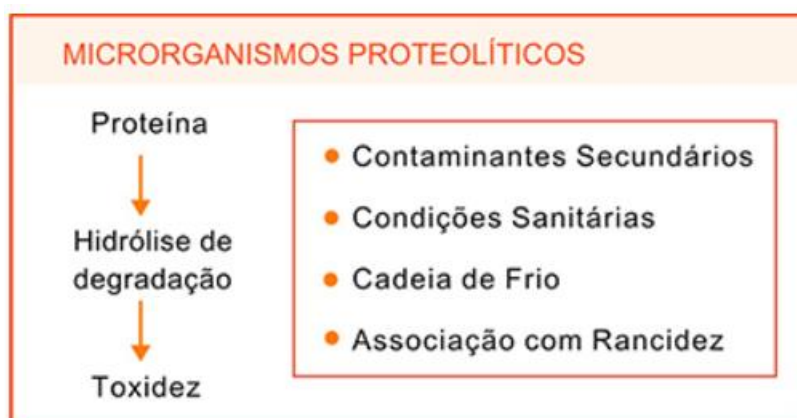 MICRORGANISMOS PROTEOLÍTICOS
Proteína
Hidrólise de
degradação
Toxidez
Contaminantes Secundários
Condições Sanitárias
Cadeia de Frio
Associação com Rancidez